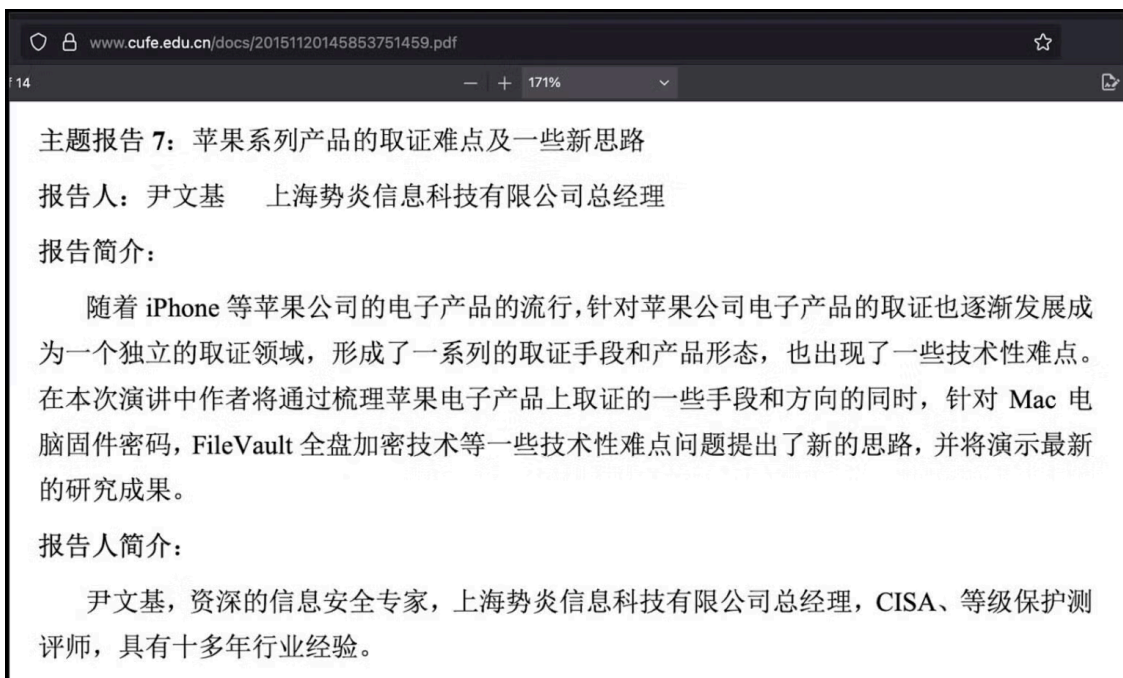 www.cufe.edu.cn/docs/20151120145853751459.pdf
14
171%
主题报告 7：苹果系列产品的取证难点及一些新思路
报告人：尹文基 上海势炎信息科技有限公司总经理
报告简介：
随着 iPhone 等苹果公司的电子产品的流行，针对苹果公司电子产品的取证也逐渐发展成
为一个独立的取证领域，形成了一系列的取证手段和产品形态，也出现了一些技术性难点。
在本次演讲中作者将通过梳理苹果电子产品上取证的一些手段和方向的同时，针对 Mac 电
脑固件密码，FileVault 全盘加密技术等一些技术性难点问题提出了新的思路，并将演示最新
的研究成果。
报告人简介：
尹文基，资深的信息安全专家，上海势炎信息科技有限公司总经理，CISA、等级保护测
评师，具有十多年行业经验。